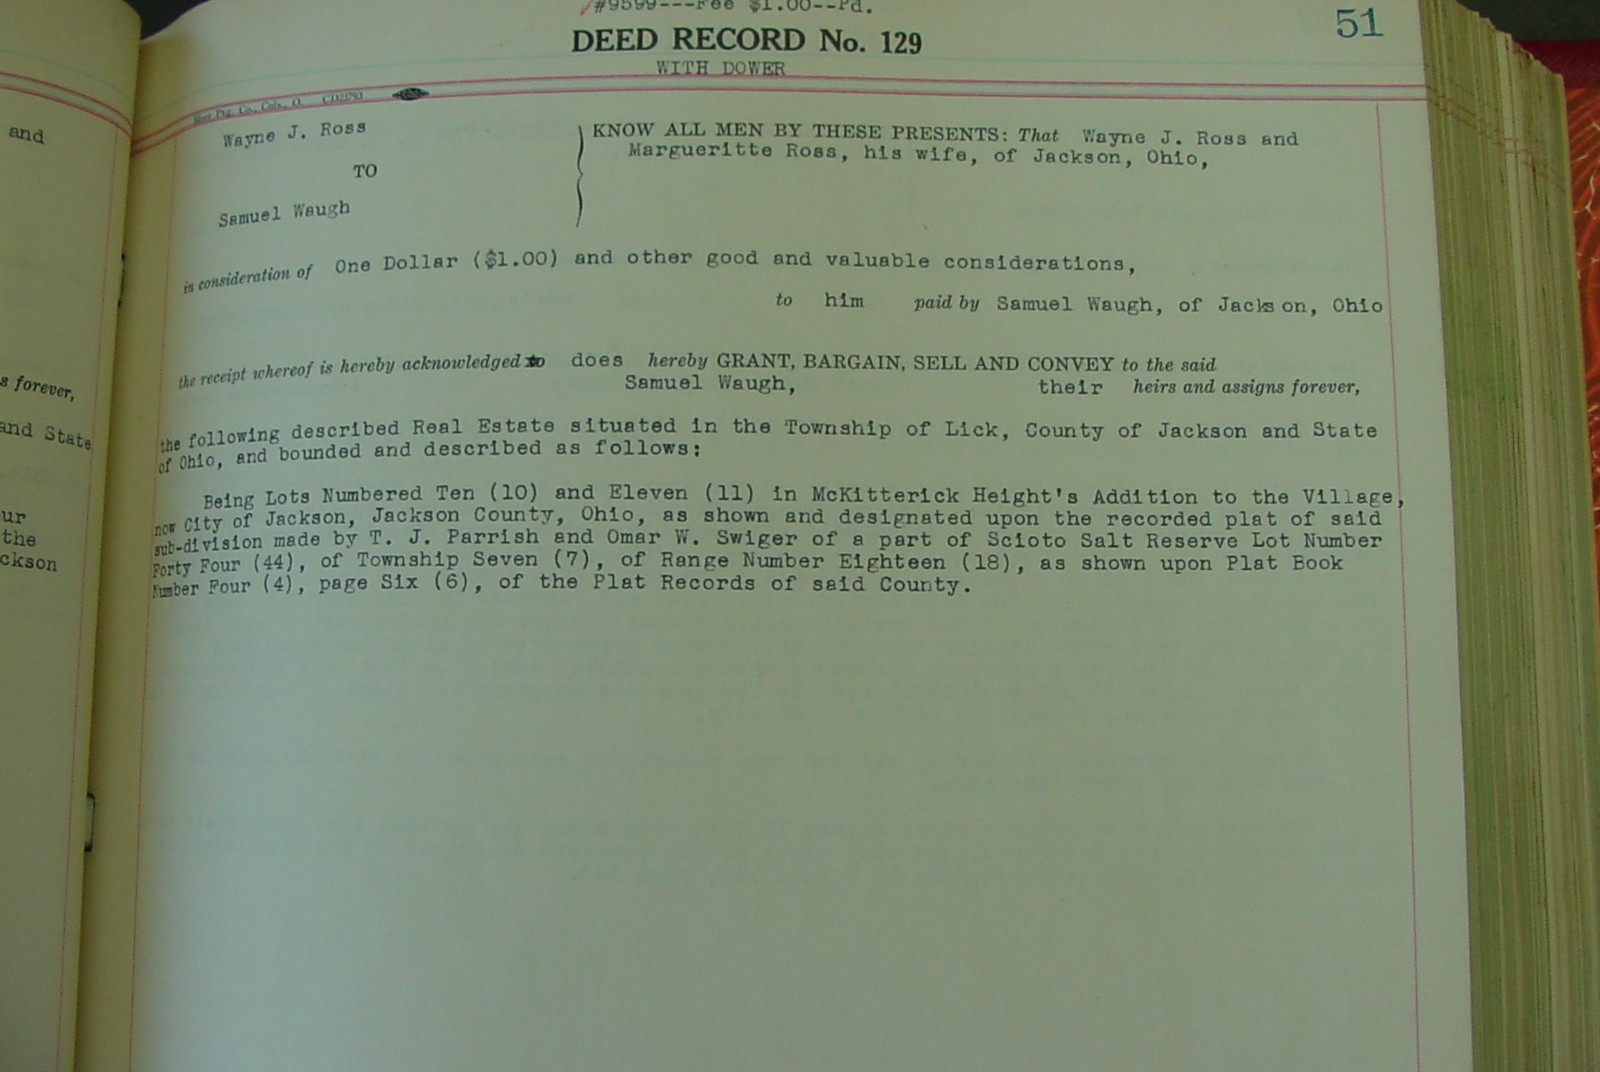 #9599---Fee $1.00--Pd.
51
DEED RECORD No. 129
WITH DOWER
Ptg. Co., Cols., O.
Wayne J. Ross
TO
Samuel Waugh
KNOW ALL MEN BY THESE PRESENTS: That Wayne J. Ross and
Margueritte Ross, his wife, of Jackson, Ohio,
in consideration of One Dollar ($1.00) and other good and valuable considerations,
to him paid by Samuel Waugh, of Jackson, Ohio
the receipt whereof is hereby acknowledged does hereby GRANT, BARGAIN, SELL AND CONVEY to the said
Samuel Waugh, their heirs and assigns forever,
the following described Real Estate situated in the Township of Lick, County of Jackson and State
of Ohio, and bounded and described as follows:
Being Lots Numbered Ten (10) and Eleven (11) in McKitterick Height's Addition to the Village,
now City of Jackson, Jackson County, Ohio, as shown and designated upon the recorded plat of said
sub-division made by T. J. Parrish and Omar W. Swiger of a part of Scioto Salt Reserve Lot Number
Forty Four (44), of Township Seven (7), of Range Number Eighteen (18), as shown upon Plat Book
Number Four (4), page Six (6), of the Plat Records of said County.
and
s forever,
and State
ur
the
ckson